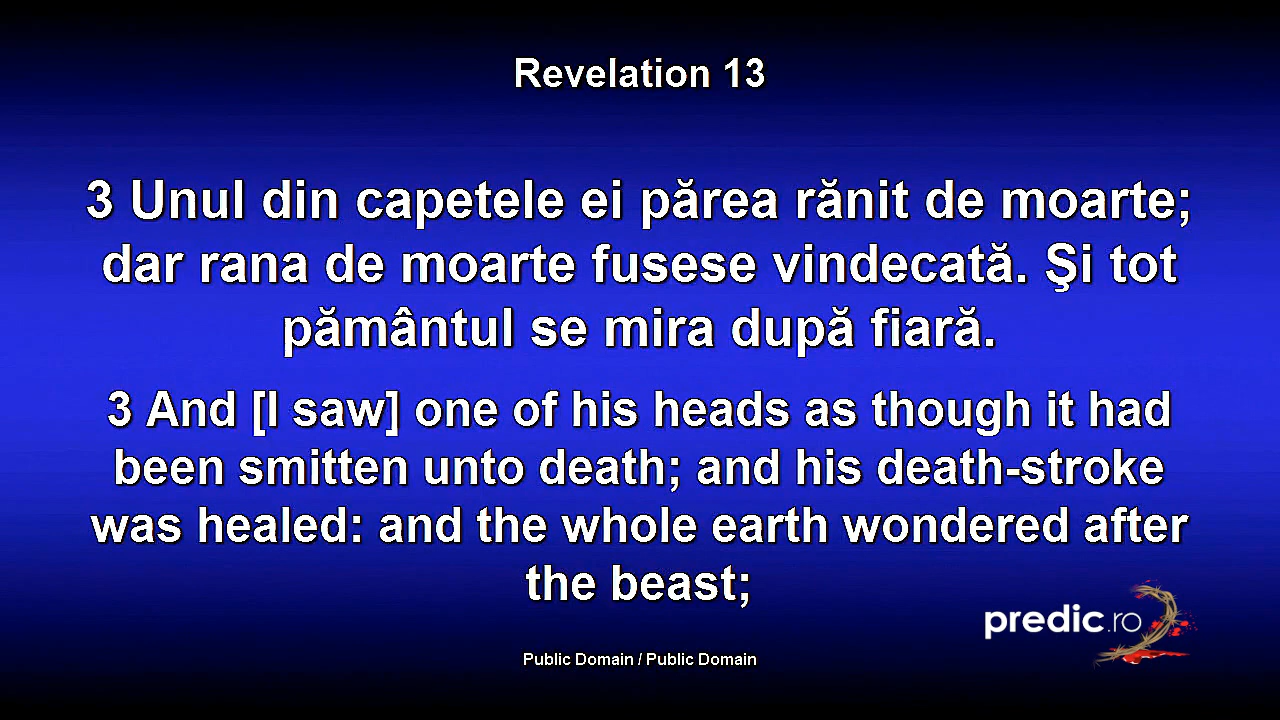 Revelation 13
3 Unul din capetele ei părea rănit de moarte;
dar rana de moarte fusese vindecată. Şi tot
pământul se mira după fiară.
3 And [I saw] one of his heads as though it had
been smitten unto death; and his death-stroke
was healed: and the whole earth wondered after
the beast;
predic.ro
Public Domain / Public Domain